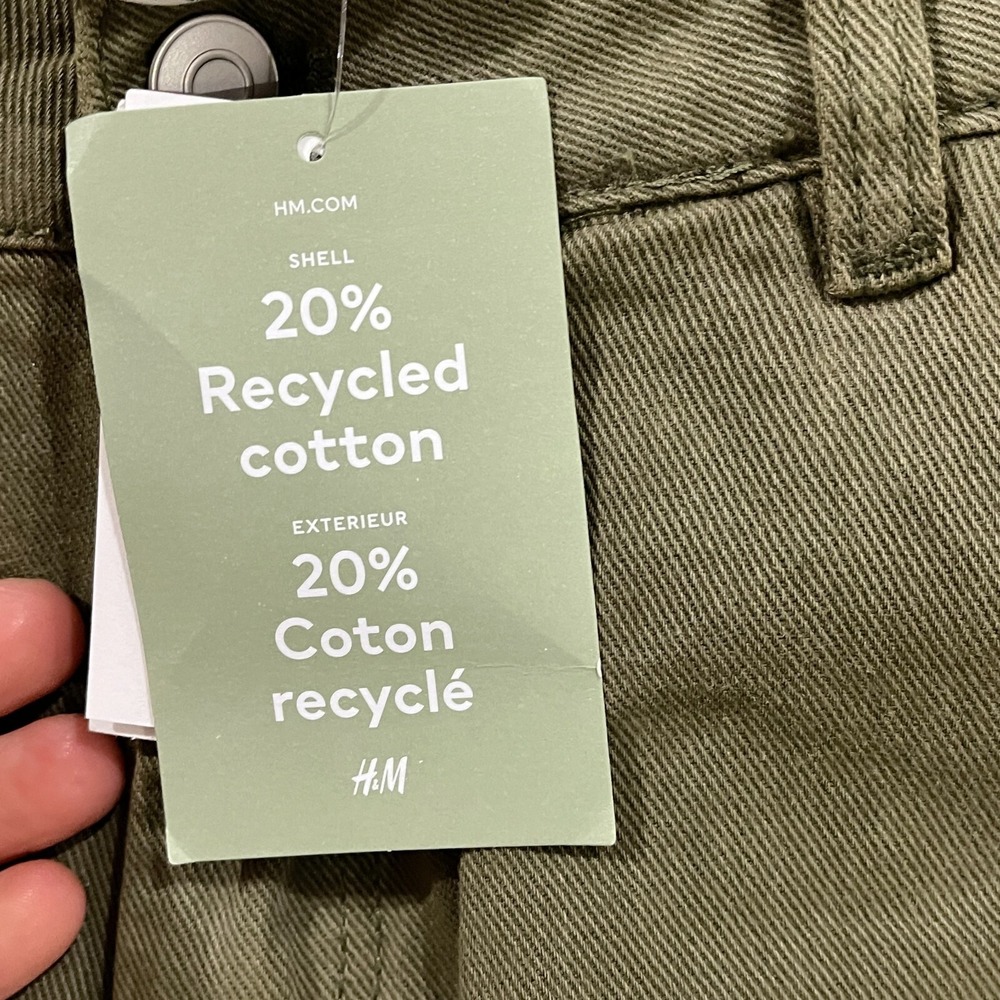 HM.COM
SHELL
20%
Recycled
cotton
EXTERIEUR
20%
Coton
recyclé
H&M